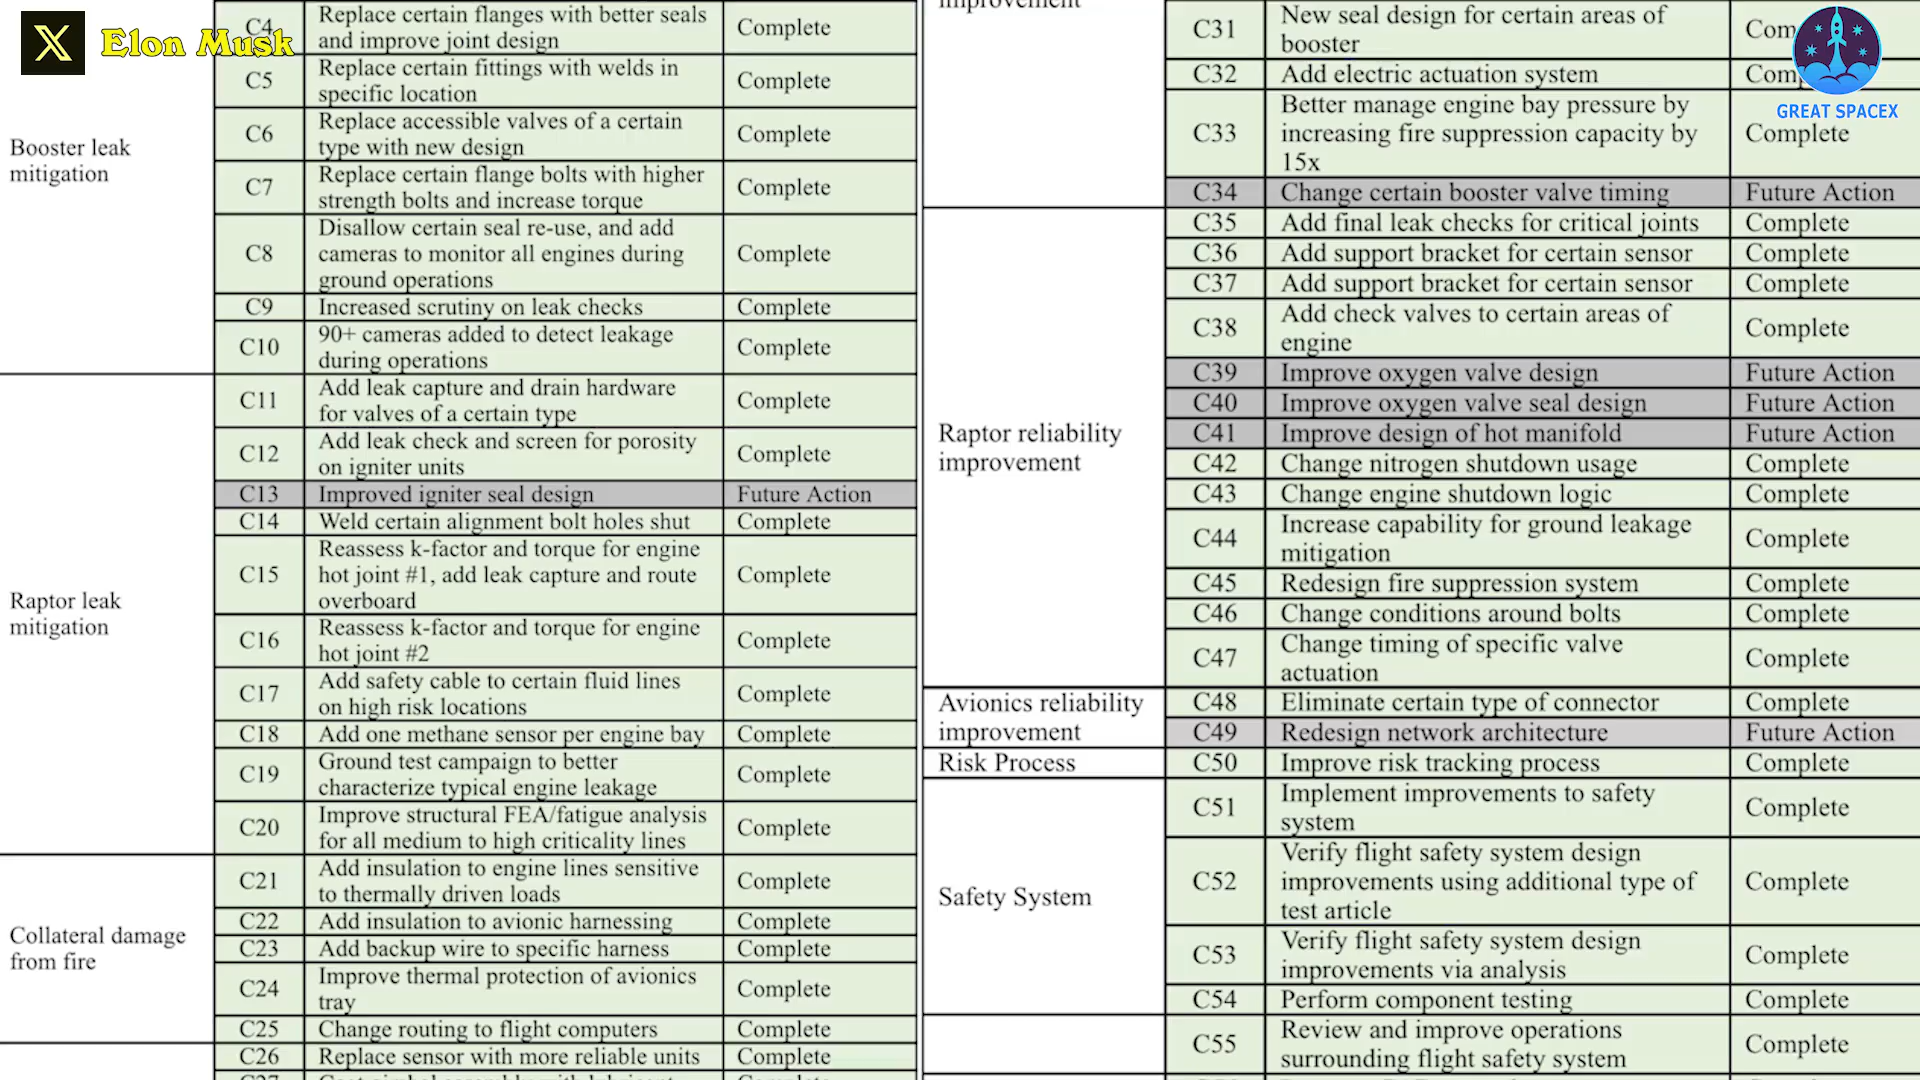 Elon Musk
GREAT SPACEX
C4
Replace certain flanges with better seals
and improve joint design
Complete
C5
Replace certain fittings with welds in
specific location
Complete
Booster leak
mitigation
C6
Replace accessible valves of a certain
type with new design
Complete
C7
Replace certain flange bolts with higher
strength bolts and increase torque
Complete
C8
Disallow certain seal re-use, and add
cameras to monitor all engines during
ground operations
Complete
C9
Increased scrutiny on leak checks
Complete
C10
90+ cameras added to detect leakage
during operations
Complete
C11
Add leak capture and drain hardware
for valves of a certain type
Complete
C12
Add leak check and screen for porosity
on igniter units
Complete
C13
Improved igniter seal design
Future Action
C14
Weld certain alignment bolt holes shut
Complete
C15
Reassess k-factor and torque for engine
hot joint #1, add leak capture and route
overboard
Complete
Raptor leak
mitigation
C16
Reassess k-factor and torque for engine
hot joint #2
Complete
C17
Add safety cable to certain fluid lines
on high risk locations
Complete
C18
Add one methane sensor per engine bay
Complete
C19
Ground test campaign to better
characterize typical engine leakage
Complete
C20
Improve structural FEA/fatigue analysis
for all medium to high criticality lines
Complete
C21
Add insulation to engine lines sensitive
to thermally driven loads
Complete
Collateral damage
from fire
C22
Add insulation to avionic harnessing
Complete
C23
Add backup wire to specific harness
Complete
C24
Improve thermal protection of avionics
tray
Complete
C25
Change routing to flight computers
Complete
C26
Replace sensor with more reliable units
Complete
improvement
C31
New seal design for certain areas of
booster
Com
C32
Add electric actuation system
Com
C33
Better manage engine bay pressure by
increasing fire suppression capacity by
15x
Complete
C34
Change certain booster valve timing
Future Action
C35
Add final leak checks for critical joints
Complete
C36
Add support bracket for certain sensor
Complete
C37
Add support bracket for certain sensor
Complete
C38
Add check valves to certain areas of
engine
Complete
C39
Improve oxygen valve design
Future Action
C40
Improve oxygen valve seal design
Future Action
Raptor reliability
improvement
C41
Improve design of hot manifold
Future Action
C42
Change nitrogen shutdown usage
Complete
C43
Change engine shutdown logic
Complete
C44
Increase capability for ground leakage
mitigation
Complete
C45
Redesign fire suppression system
Complete
C46
Change conditions around bolts
Complete
C47
Change timing of specific valve
actuation
Complete
Avionics reliability
improvement
C48
Eliminate certain type of connector
Complete
C49
Redesign network architecture
Future Action
Risk Process
C50
Improve risk tracking process
Complete
C51
Implement improvements to safety
system
Complete
Safety System
C52
Verify flight safety system design
improvements using additional type of
test article
Complete
C53
Verify flight safety system design
improvements via analysis
Complete
C54
Perform component testing
Complete
C55
Review and improve operations
surrounding flight safety system
Complete